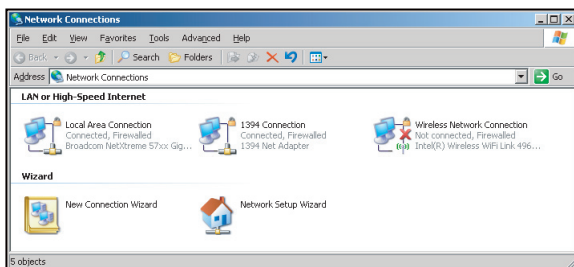 Network Connections
File Edit View Favorites Tools Advanced Help
Back Search Folders
Address Network Connections Go
LAN or High-Speed Internet
Local Area Connection
Connected, Firewalled
Broadcom NetXtreme 57xx Gig...
1394 Connection
Connected, Firewalled
1394 Net Adapter
Wireless Network Connection
Not connected, Firewalled
Intel(R) Wireless WiFi Link 496...
Wizard
New Connection Wizard
Network Setup Wizard
5 objects